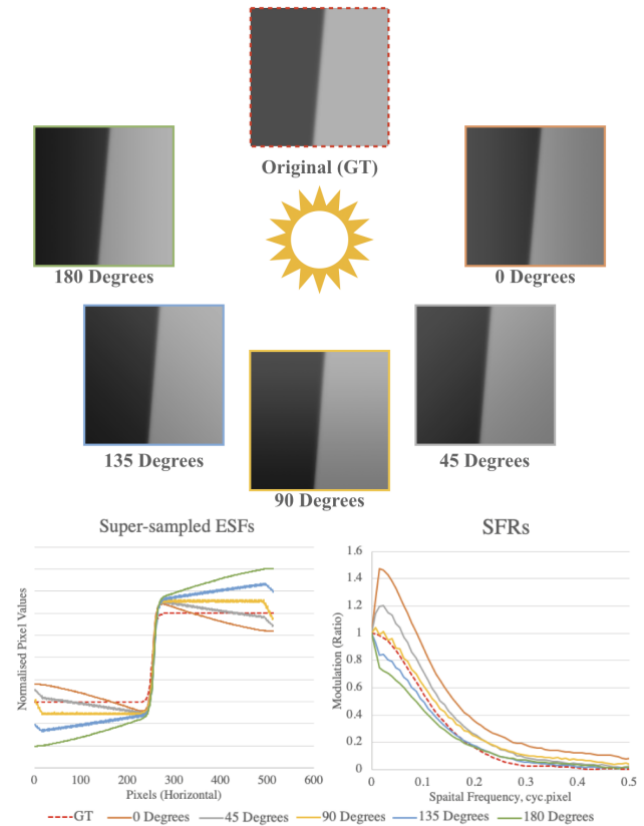 Original (GT)
180 Degrees
0 Degrees
135 Degrees
45 Degrees
90 Degrees
Super-sampled ESFs
SFRs
Normalised Pixel Values
0
100
200
300
400
500
600
Pixels (Horizontal)
Modulation (Ratio)
1.6
1.4
1.2
1
0.8
0.6
0.4
0.2
0
0
0.1
0.2
0.3
0.4
0.5
Spaital Frequency, cyc.pixel
GT 0 Degrees 45 Degrees 90 Degrees 135 Degrees 180 Degrees